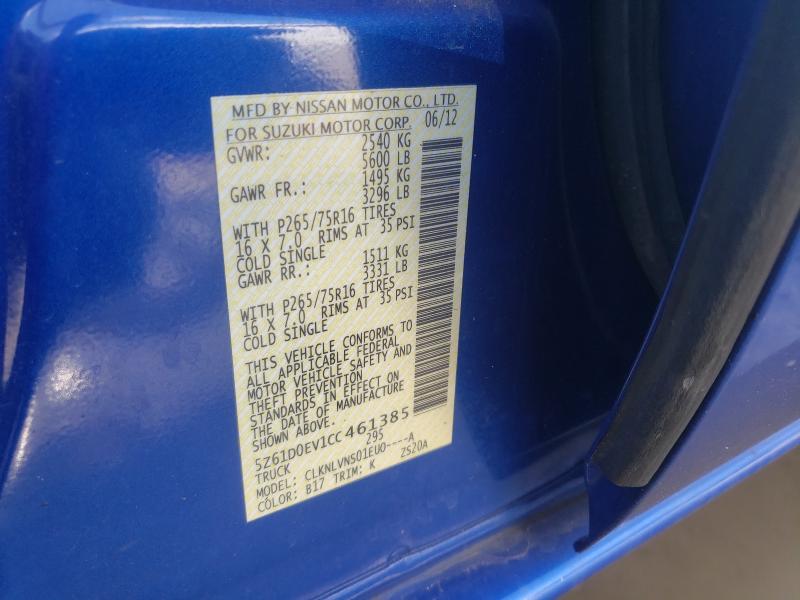 MFD BY NISSAN MOTOR CO., LTD.
FOR SUZUKI MOTOR CORP. 06/12
GVWR: 2540 KG
5600 LB
GAWR FR.: 1495 KG
3296 LB
WITH P265/75R16 TIRES
16 X 7.0 RIMS AT 35 PSI
COLD SINGLE
GAWR RR.: 1511 KG
3331 LB
WITH P265/75R16 TIRES
16 X 7.0 RIMS AT 35 PSI
COLD SINGLE
THIS VEHICLE CONFORMS TO
ALL APPLICABLE FEDERAL
MOTOR VEHICLE SAFETY AND
THEFT PREVENTION
STANDARDS IN EFFECT ON
THE DATE OF MANUFACTURE
SHOWN ABOVE.
5Z61D0EV1CC461385
TRUCK 295
MODEL: CLKNLVNS01EU0----A
COLOR: B17 TRIM: K ZS20A